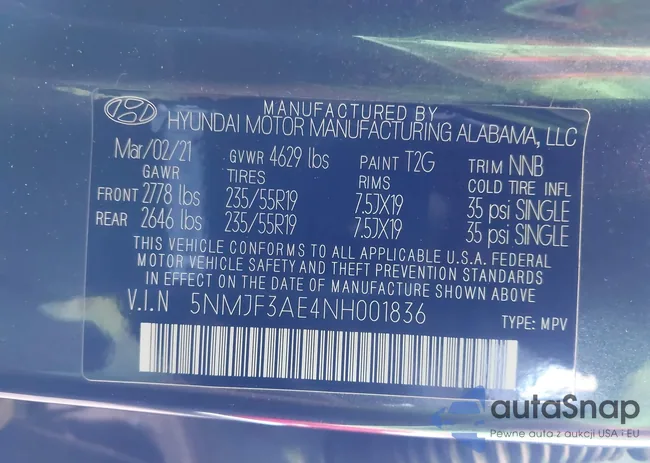 MANUFACTURED BY
HYUNDAI MOTOR MANUFACTURING ALABAMA, LLC
Mar/02/21 GVWR 4629 lbs PAINT T2G TRIM NNB
GAWR TIRES RIMS COLD TIRE INFL
FRONT 2778 lbs 235/55R19 7.5JX19 35 psi SINGLE
REAR 2646 lbs 235/55R19 7.5JX19 35 psi SINGLE
THIS VEHICLE CONFORMS TO ALL APPLICABLE U.S.A. FEDERAL
MOTOR VEHICLE SAFETY AND THEFT PREVENTION STANDARDS
IN EFFECT ON THE DATE OF MANUFACTURE SHOWN ABOVE.
V.I.N 5NMJF3AE4NH001836 TYPE: MPV
autaSnap
Pewne auta z aukcji USA i EU